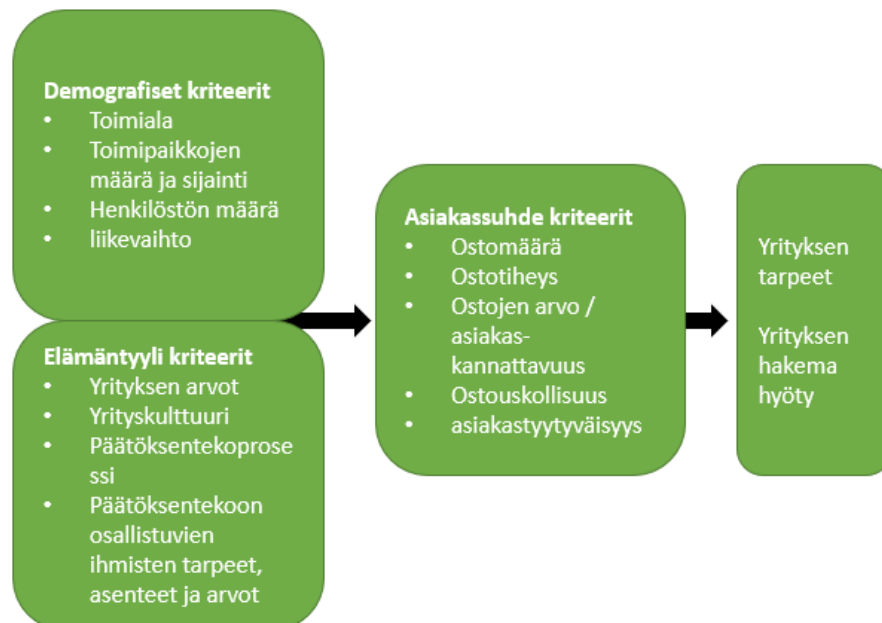 Demografiset kriteerit
• Toimiala
• Toimipaikkojen
määrä ja sijainti
• Henkilöstön määrä
• liikevaihto
Elämäntyyli kriteerit
• Yrityksen arvot
• Yrityskulttuuri
• Päätöksentekoprose
ssi
• Päätöksentekoon
osallistuvien
ihmisten tarpeet,
asenteet ja arvot
Asiakassuhde kriteerit
• Ostomäärä
• Ostotiheys
• Ostojen arvo /
asiakas-
kannattavuus
• Ostouskollisuus
• asiakastyytyväisyys
Yrityksen
tarpeet
Yrityksen
hakema
hyöty